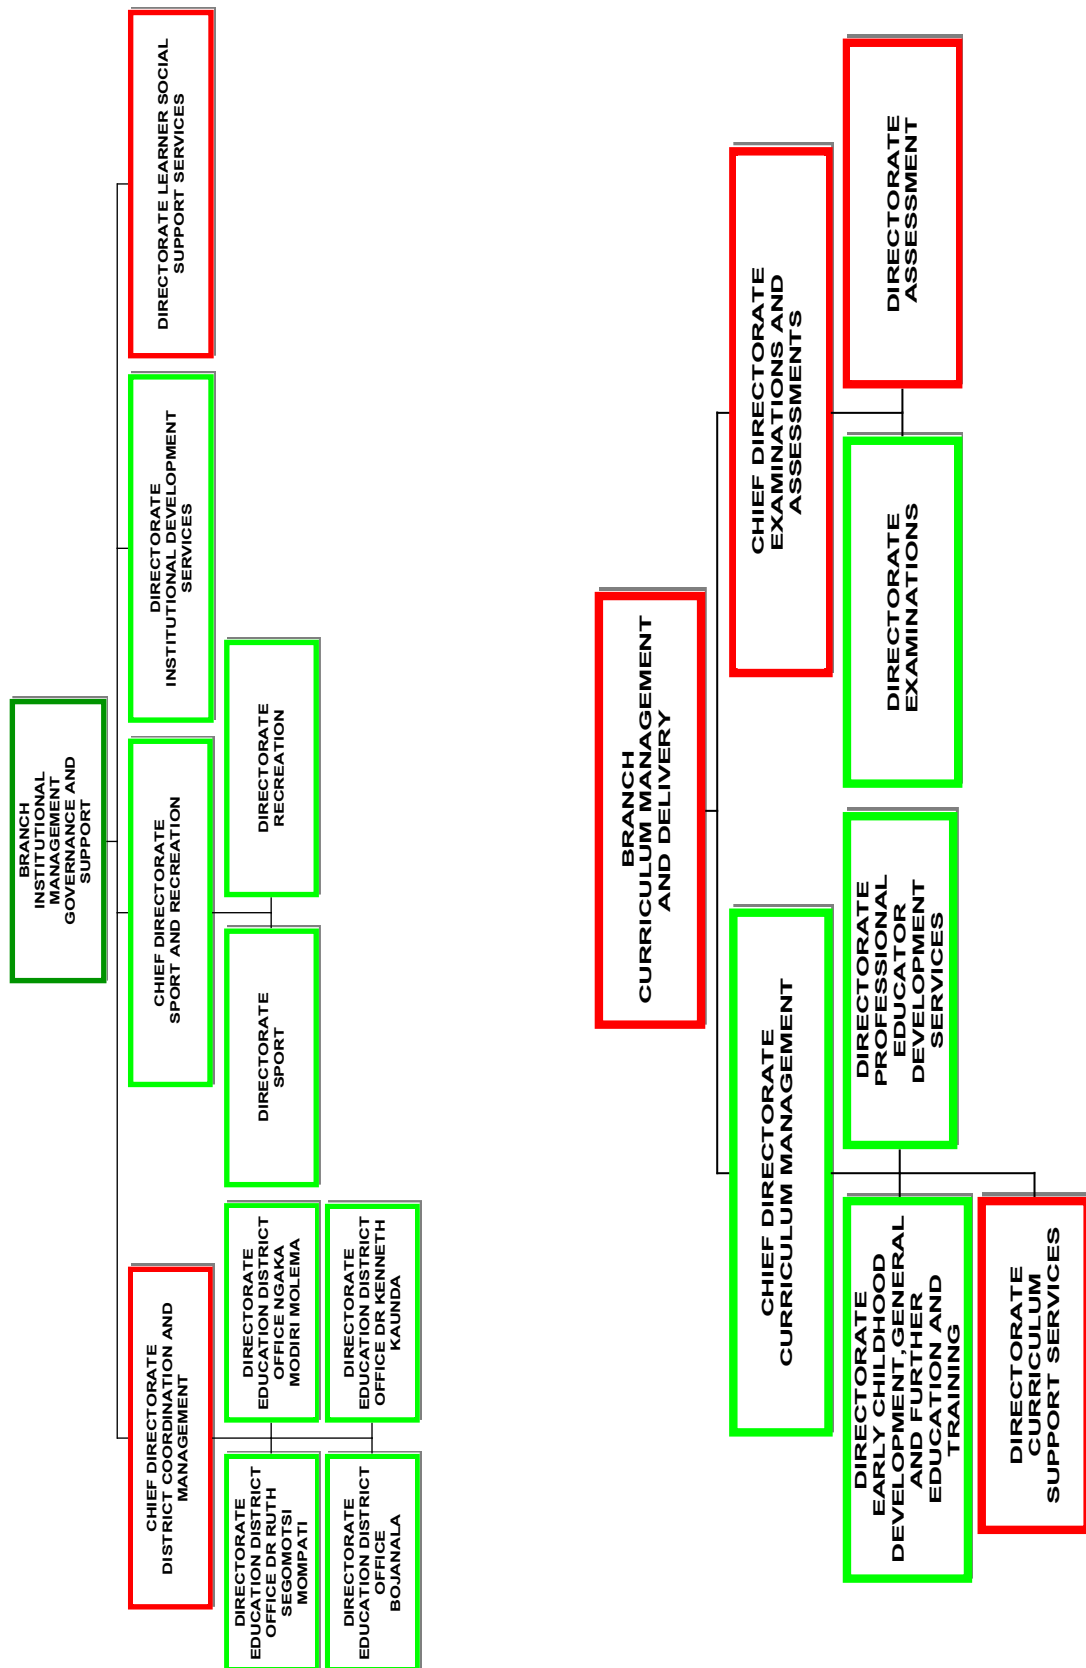 BRANCH
INSTITUTIONAL
MANAGEMENT
GOVERNANCE AND
SUPPORT
CHIEF DIRECTORATE
DISTRICT COORDINATION AND
MANAGEMENT
CHIEF DIRECTORATE
SPORT AND RECREATION
DIRECTORATE
INSTITUTIONAL DEVELOPMENT
SERVICES
DIRECTORATE LEARNER SOCIAL
SUPPORT SERVICES
DIRECTORATE
EDUCATION DISTRICT
OFFICE DR RUTH
SEGOMOTSI
MOMPATI
DIRECTORATE
EDUCATION DISTRICT
OFFICE NGAKA
MODIRI MOLEMA
DIRECTORATE
SPORT
DIRECTORATE
RECREATION
DIRECTORATE
EDUCATION DISTRICT
OFFICE
BOJANALA
DIRECTORATE
EDUCATION DISTRICT
OFFICE DR KENNETH
KAUNDA
BRANCH
CURRICULUM MANAGEMENT
AND DELIVERY
CHIEF DIRECTORATE
CURRICULUM MANAGEMENT
CHIEF DIRECTORATE
EXAMINATIONS AND
ASSESSMENTS
DIRECTORATE
EARLY CHILDHOOD
DEVELOPMENT,GENERAL
AND FURTHER
EDUCATION AND
TRAINING
DIRECTORATE
PROFESSIONAL
EDUCATOR
DEVELOPMENT
SERVICES
DIRECTORATE
EXAMINATIONS
DIRECTORATE
ASSESSMENT
DIRECTORATE
CURRICULUM
SUPPORT SERVICES